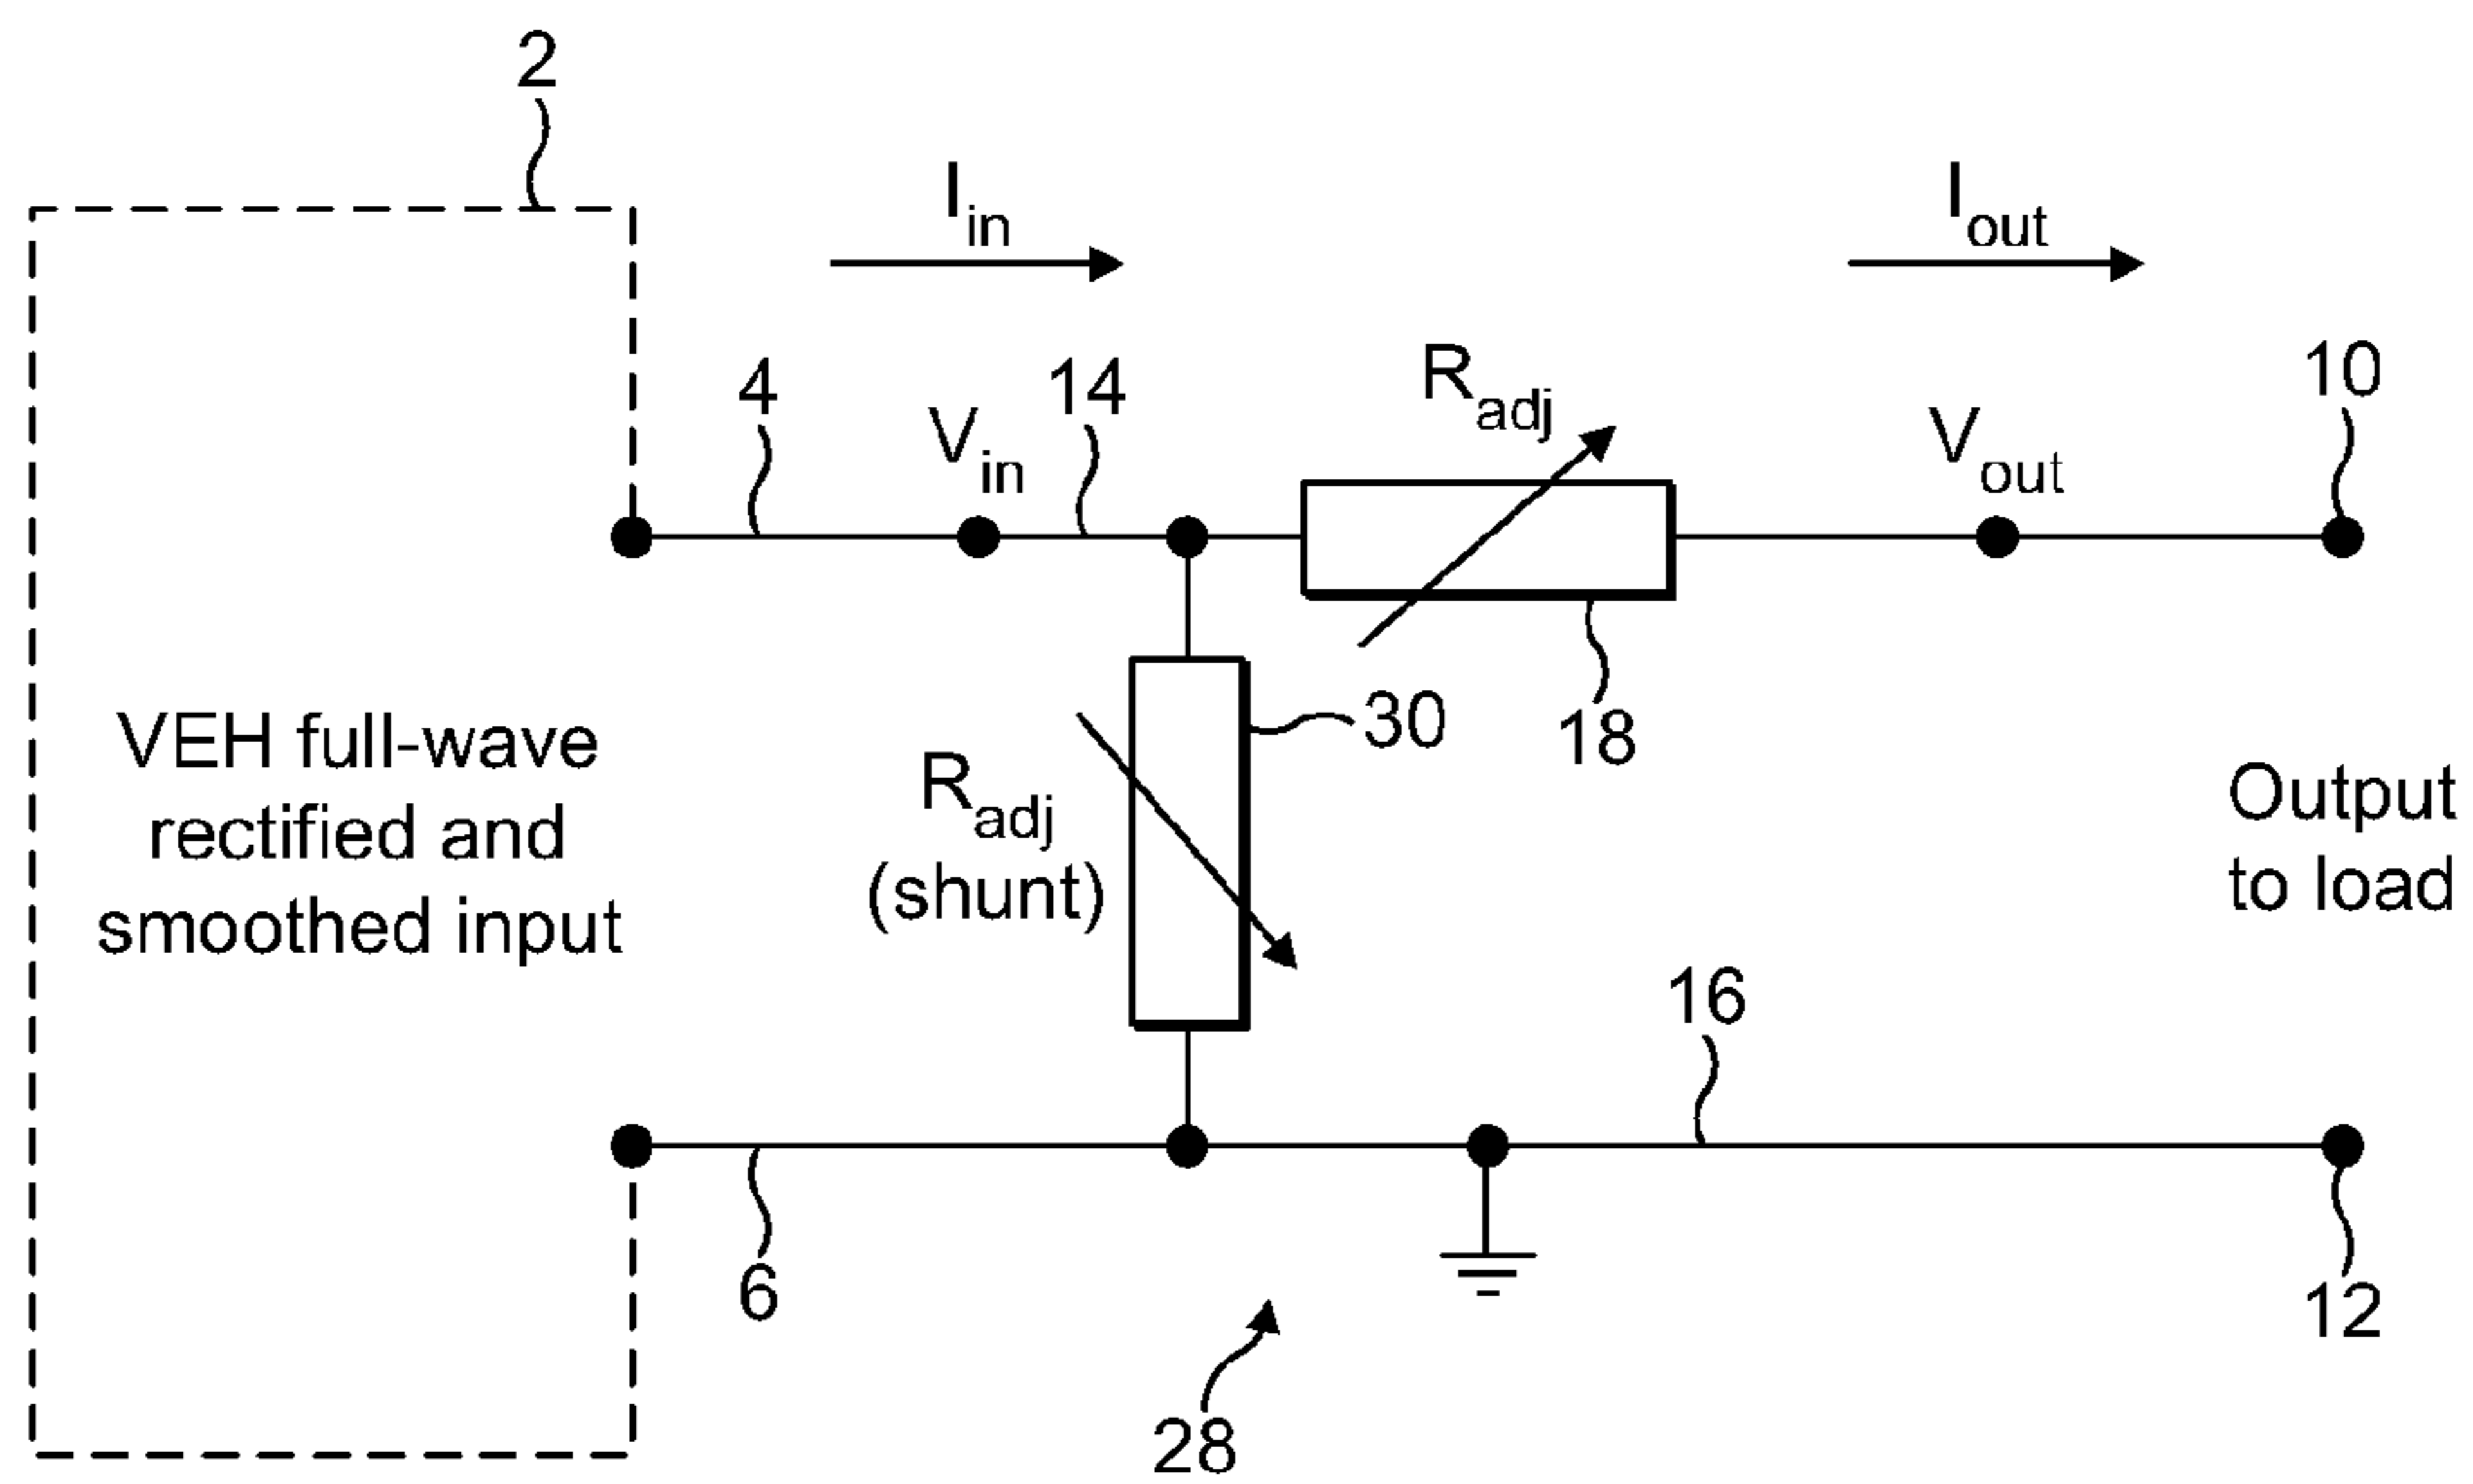 2
I_in
I_out
4
V_in
14
R_adj
V_out
10
30
18
VEH full-wave
rectified and
smoothed input
R_adj
(shunt)
Output
to load
16
6
12
28